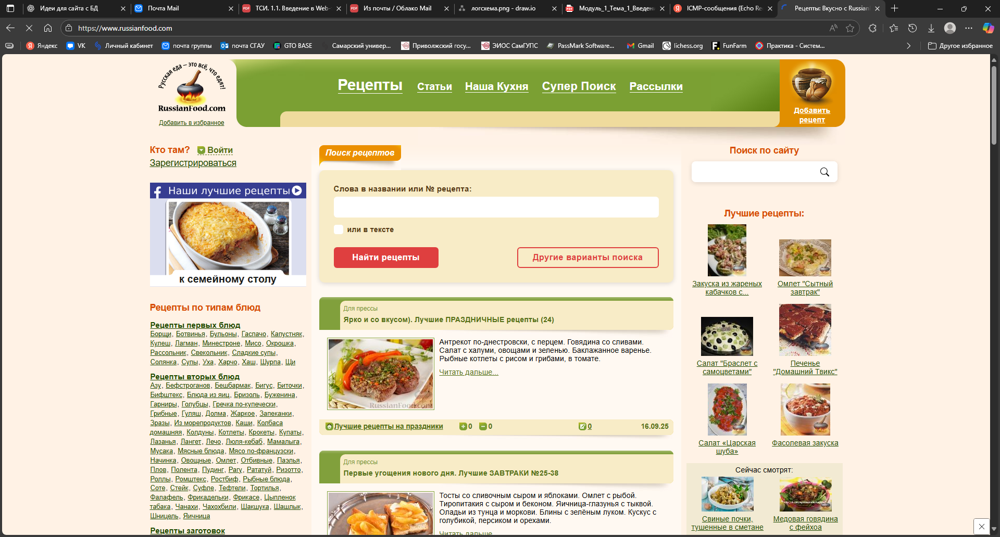 Идеи для сайта с БД
Почта Mail
ТСИ. 1.1. Введение в Web-
Из почты / Облако Mail
логсхема.png - draw.io
Модуль_1_Тема_1_Введен
ICMP-сообщения (Echo Re
Рецепты: Вкусно с Russian
https://www.russianfood.com
Яндекс
VK
Личный кабинет
почта группы
почта СГАУ
GTO BASE
Самарский универ...
Приволжский госу...
ЭИОС СамГУПС
PassMark Software...
Gmail
lichess.org
FunFarm
Практика - Систем...
Другое избранное
Русская еда – это всё, что едят!
RussianFood.com
Добавить в избранное
Рецепты
Статьи
Наша Кухня
Супер Поиск
Рассылки
Добавить
рецепт
Кто там?
Войти
Зарегистрироваться
Наши лучшие рецепты
к семейному столу
Рецепты по типам блюд
Рецепты первых блюд
Борщи, Ботвинья, Бульоны, Гаспачо, Капустняк,
Кулеш, Лагман, Минестроне, Мисо, Окрошка,
Рассольник, Свекольник, Сладкие супы,
Солянка, Супы, Уха, Харчо, Хаш, Шурпа, Щи
Рецепты вторых блюд
Азу, Бефстроганов, Бешбармак, Бигус, Биточки,
Бифштекс, Блюда из яиц, Бризоль, Буженина,
Гарниры, Голубцы, Гречка по-купечески,
Грибные, Гуляш, Долма, Жаркое, Запеканки,
Зразы, Из морепродуктов, Каши, Колбаса
домашняя, Колдуны, Котлеты, Крокеты, Купаты,
Лазанья, Лангет, Лечо, Люля-кебаб, Мамалыга,
Мусака, Мясные блюда, Мясо по-французски,
Начинка, Овощные, Омлет, Отбивные, Паэлья,
Плов, Полента, Пудинг, Рагу, Рататуй, Ризотто,
Роллы, Ромштекс, Ростбиф, Рыбные блюда,
Соте, Стейк, Суфле, Тефтели, Тортилья,
Фалафель, Фрикадельки, Фрикасе, Цыпленок
табака, Чанахи, Чахохбили, Шакшука, Шашлык,
Шницель, Яичница
Рецепты заготовок
Поиск рецептов
Слова в названии или № рецепта:
или в тексте
Найти рецепты
Другие варианты поиска
Для прессы
Ярко и со вкусом). Лучшие ПРАЗДНИЧНЫЕ рецепты (24)
RussianFood.com
Антрекот по-днестровски, с перцем. Говядина со сливами.
Салат с халуми, овощами и зеленью. Баклажанное варенье.
Рыбные котлеты с рисом и грибами, в томате.
Читать дальше...
Лучшие рецепты на праздники
0
0
0
16.09.25
Для прессы
Первые угощения нового дня. Лучшие ЗАВТРАКИ №25-38
Тосты со сливочным сыром и яблоками. Омлет с рыбой.
Тиропитакия с сыром и беконом. Яичница-глазунья с тыквой.
Оладьи из тунца и моркови. Блины с зелёным луком. Кускус с
голубикой, персиком и орехами.
Читать дальше...
Поиск по сайту
Лучшие рецепты:
Закуска из жареных
кабачков с...
Омлет "Сытный
завтрак"
Салат "Браслет с
самоцветами"
Печенье
"Домашний Твикс"
Салат «Царская
шуба»
Фасолевая закуска
Сейчас смотрят:
Свиные почки,
тушенные в сметане
Медовая говядина
с фейхоа